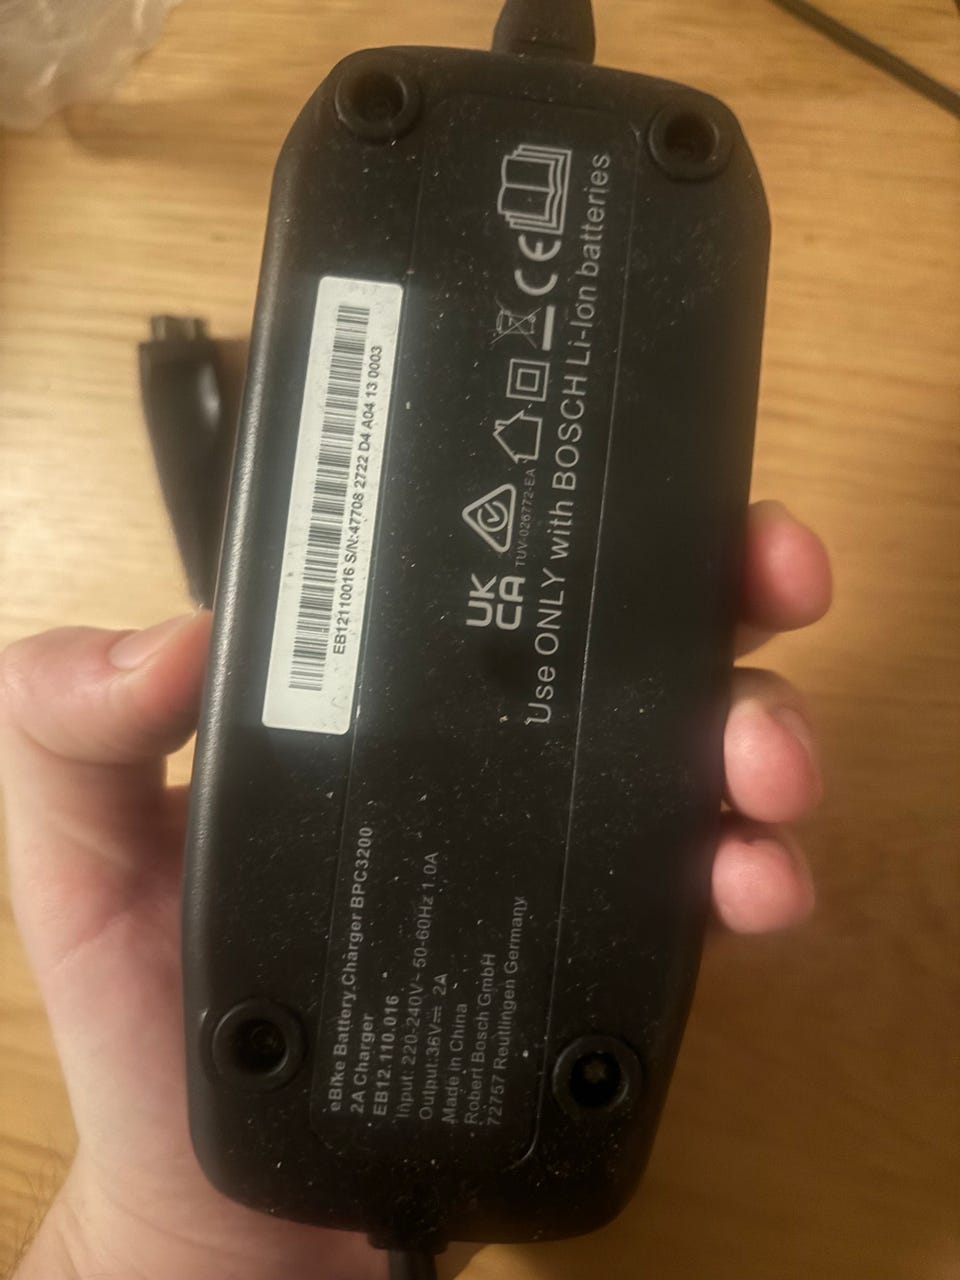 EB12110016 S/N:47708 2722 D4 A04 13 0003
UK
CA
TUV-026772-EA
CE
Use ONLY with BOSCH Li-Ion batteries
eBike Battery Charger BPC3200
2A Charger
EB12.110.016
Input: 220-240V~ 50-60Hz 1.0A
Output:36V⎓ 2A
Made in China
Robert Bosch GmbH
72757 Reutlingen Germany